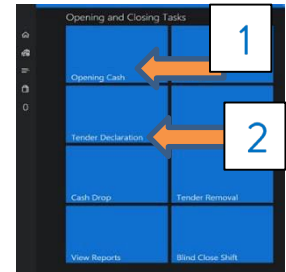 Opening and Closing Tasks
1
Opening Cash
Tender Declaration
2
Cash Drop
Tender Removal
View Reports
Blind Close Shift